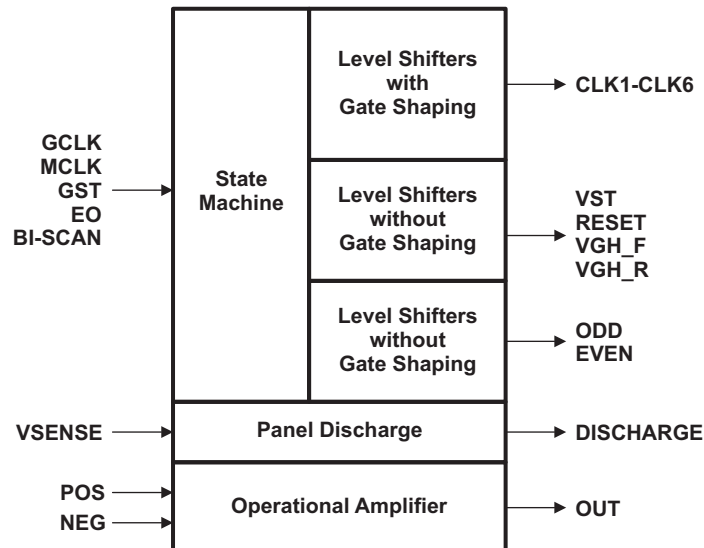 GCLK
MCLK
GST
EO
BI-SCAN
State
Machine
Level Shifters
with
Gate Shaping
CLK1-CLK6
Level Shifters
without
Gate Shaping
VST
RESET
VGH_F
VGH_R
Level Shifters
without
Gate Shaping
ODD
EVEN
VSENSE
Panel Discharge
DISCHARGE
POS
NEG
Operational Amplifier
OUT